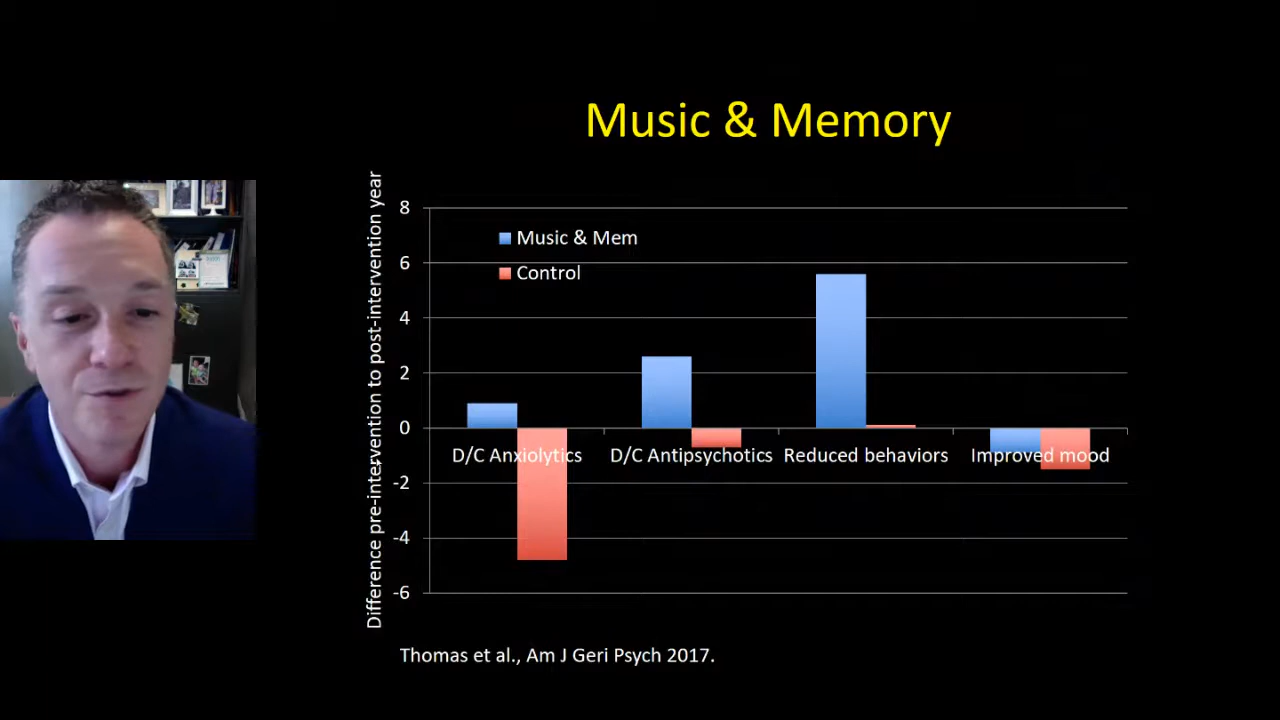 Music & Memory
Difference pre-intervention to post-intervention year
8
6
4
2
0
-2
-4
-6
Music & Mem
Control
D/C Anxiolytics
D/C Antipsychotics
Reduced behaviors
Improved mood
Thomas et al., Am J Geri Psych 2017.